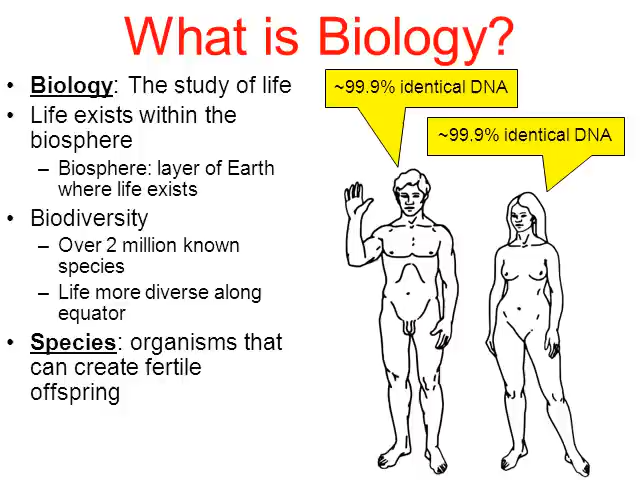 What is Biology?
• Biology: The study of life
• Life exists within the
biosphere
– Biosphere: layer of Earth
where life exists
• Biodiversity
– Over 2 million known
species
– Life more diverse along
equator
• Species: organisms that
can create fertile
offspring
~99.9% identical DNA
~99.9% identical DNA